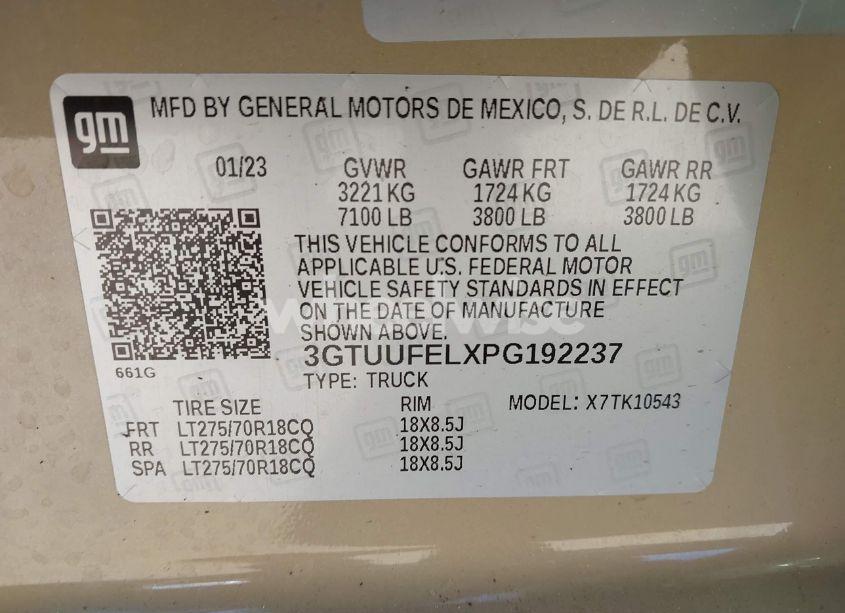 gm MFD BY GENERAL MOTORS DE MEXICO, S. DE R.L. DE C.V.
01/23 GVWR GAWR FRT GAWR RR
3221 KG 1724 KG 1724 KG
7100 LB 3800 LB 3800 LB
THIS VEHICLE CONFORMS TO ALL
APPLICABLE U.S. FEDERAL MOTOR
VEHICLE SAFETY STANDARDS IN EFFECT
ON THE DATE OF MANUFACTURE
SHOWN ABOVE.
3GTUUFELXPG192237
661G TYPE: TRUCK
TIRE SIZE RIM MODEL: X7TK10543
FRT LT275/70R18CQ 18X8.5J
RR LT275/70R18CQ 18X8.5J
SPA LT275/70R18CQ 18X8.5J